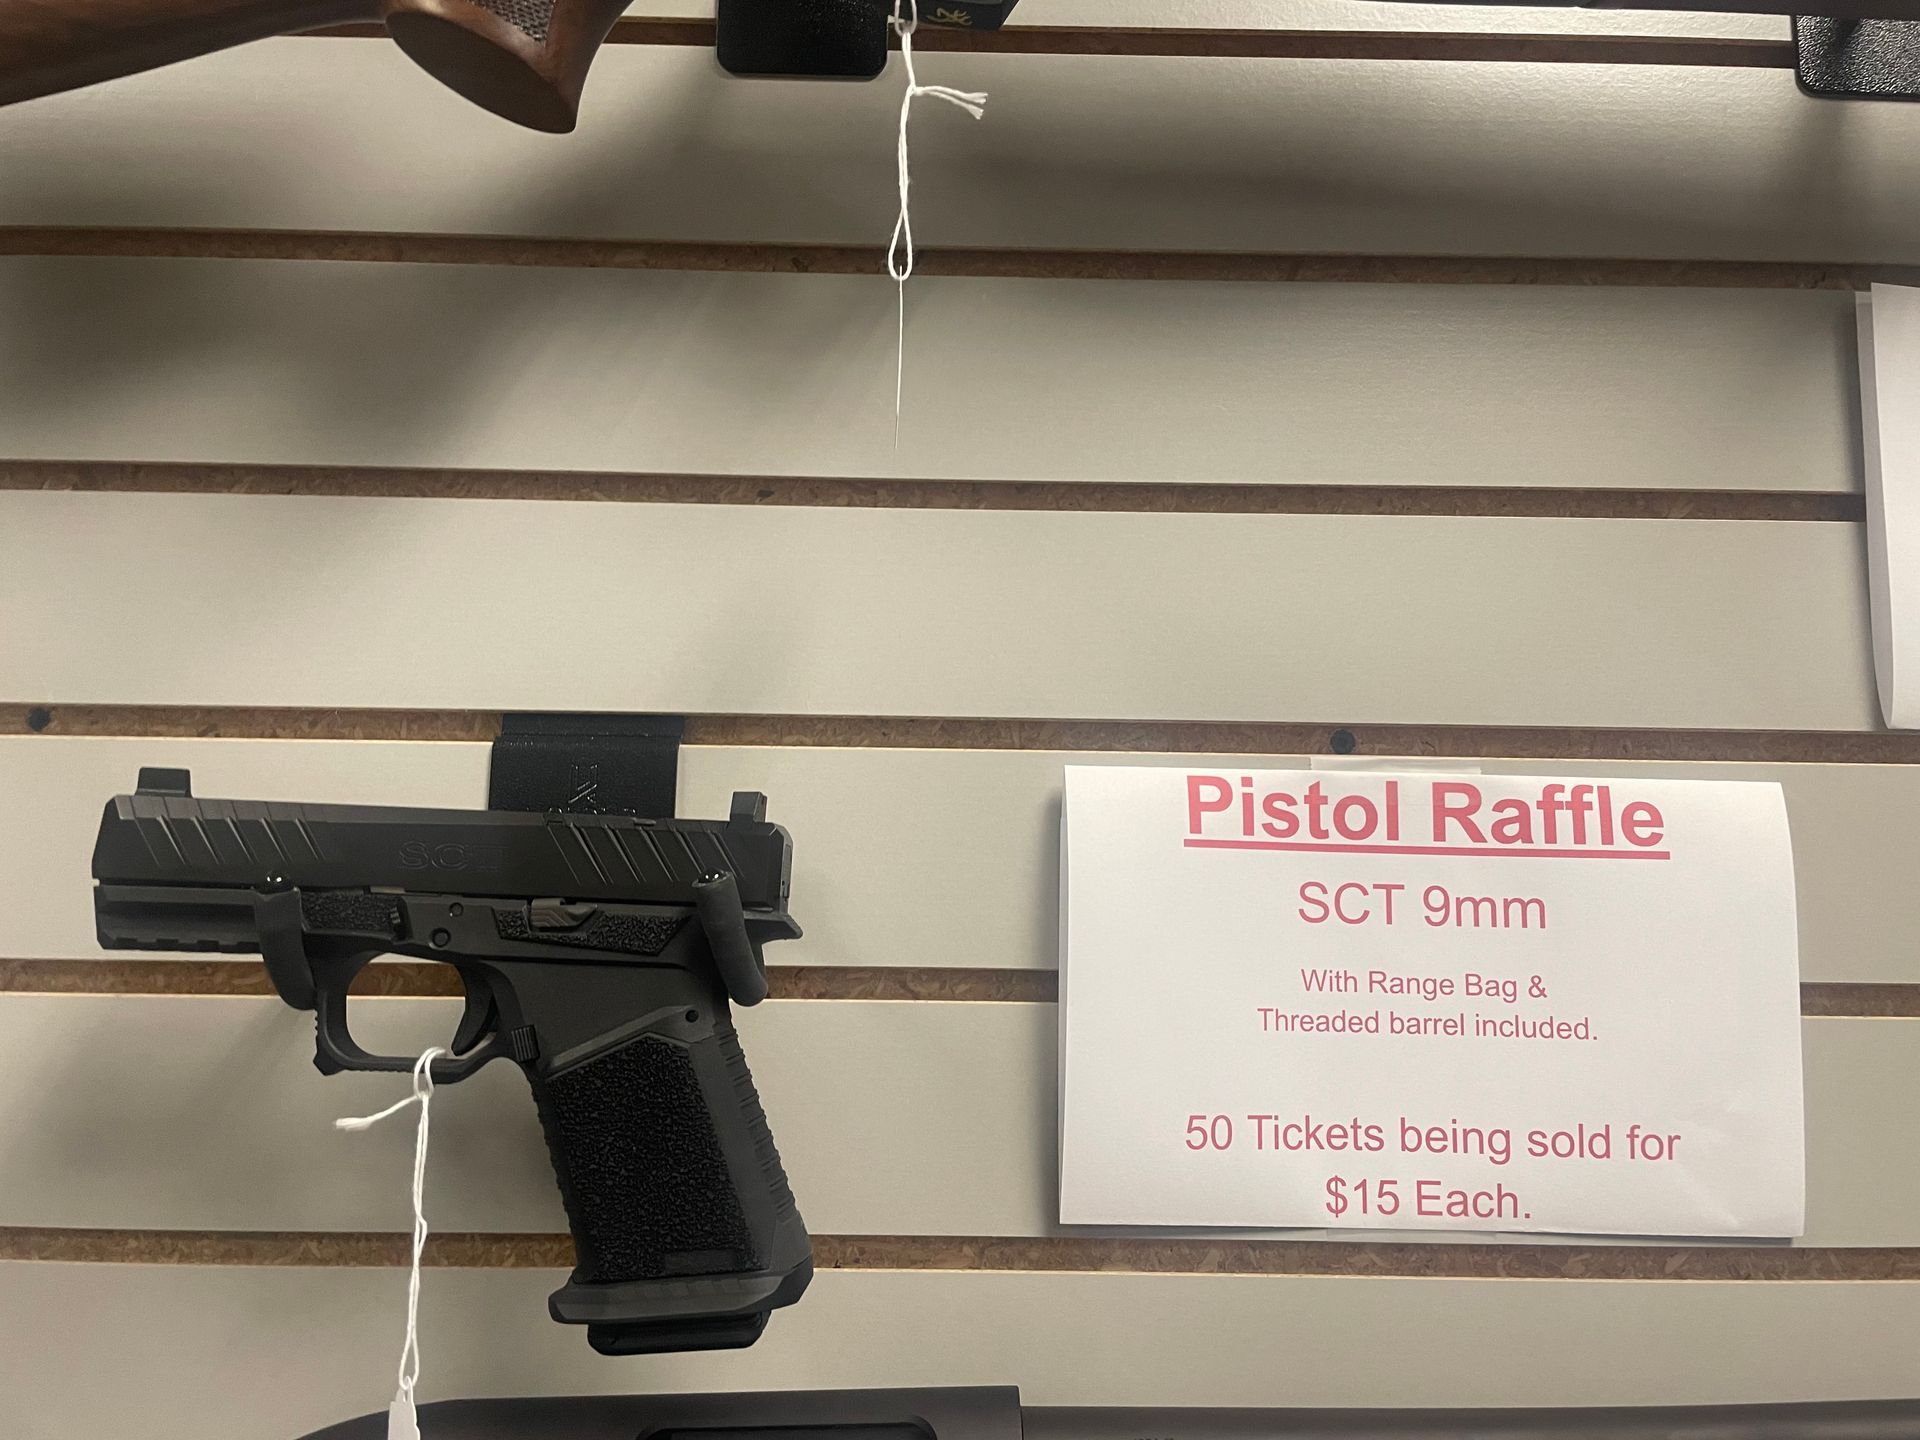 SCT
Pistol Raffle
SCT 9mm
With Range Bag &
Threaded barrel included.
50 Tickets being sold for
$15 Each.